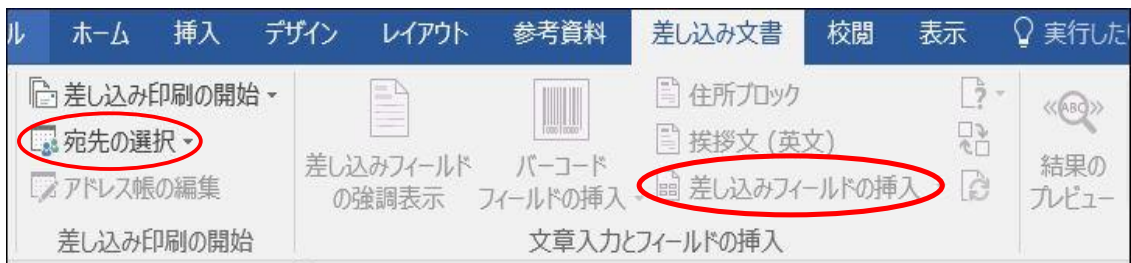 ル ホーム 挿入 デザイン レイアウト 参考資料 差し込み文書 校閲 表示 実行した
差し込み印刷の開始
宛先の選択
アドレス帳の編集
差し込み印刷の開始
差し込みフィールド
の強調表示
バーコード
フィールドの挿入
住所ブロック
挨拶文 (英文)
差し込みフィールドの挿入
文章入力とフィールドの挿入
«ABC»
結果の
プレビュー